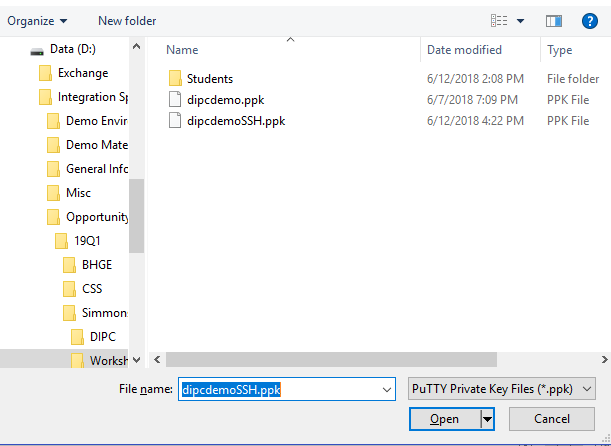 Organize New folder ?
Data (D:)
Exchange
Integration Sp
Demo Envir
Demo Mate
General Info
Misc
Opportunity
19Q1
BHGE
CSS
Simmons
DIPC
Worksh
Name Date modified Type
Students 6/12/2018 2:08 PM File folder
dipcdemo.ppk 6/7/2018 7:09 PM PPK File
dipcdemoSSH.ppk 6/12/2018 4:22 PM PPK File
File name: dipcdemoSSH.ppk PuTTY Private Key Files (*.ppk)
Open Cancel